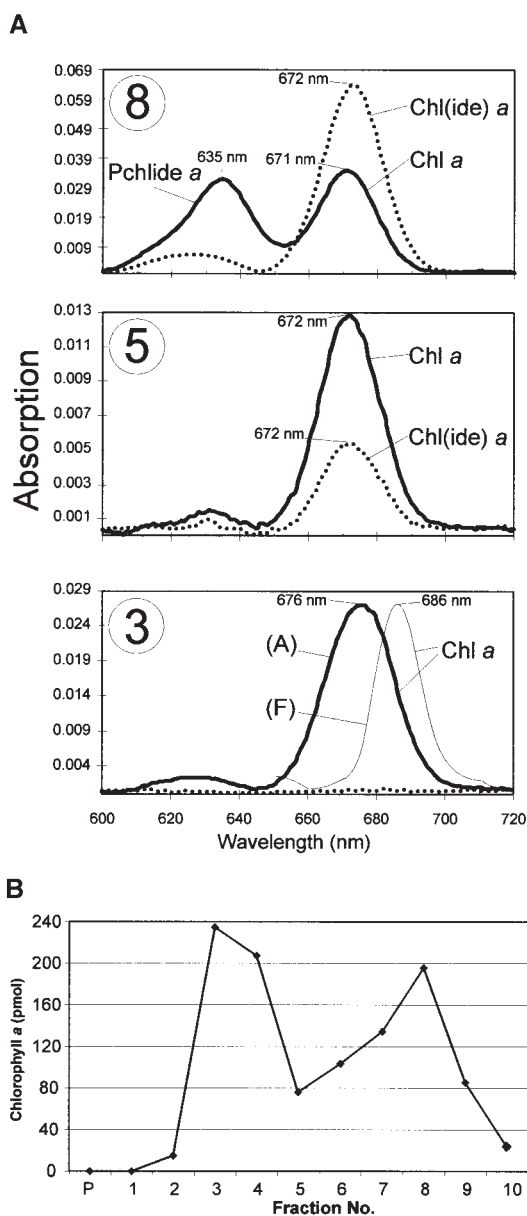 A
8
0.069
0.059
0.049
0.039
0.029
0.019
0.009
672 nm
Chl(ide) a
635 nm
671 nm
Pchlide a
Chl a
5
0.013
0.011
0.009
0.007
0.005
0.003
0.001
672 nm
Chl a
672 nm
Chl(ide) a
Absorption
3
0.029
0.024
0.019
0.014
0.009
0.004
676 nm
686 nm
(A)
Chl a
(F)
600 620 640 660 680 700 720
Wavelength (nm)
B
240
200
160
120
80
40
0
Chlorophyll a (pmol)
P 1 2 3 4 5 6 7 8 9 10
Fraction No.